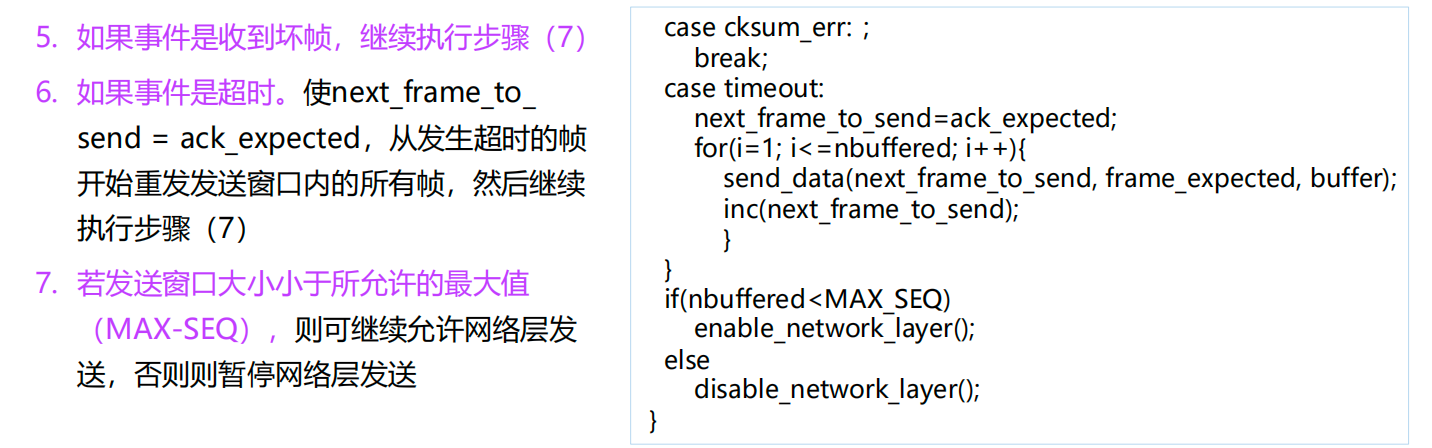 5. 如果事件是收到坏帧，继续执行步骤（7）
6. 如果事件是超时。使next_frame_to_
send = ack_expected，从发生超时的帧
开始重发发送窗口内的所有帧，然后继续
执行步骤（7）
7. 若发送窗口大小小于所允许的最大值
（MAX-SEQ），则可继续允许网络层发
送，否则则暂停网络层发送
case cksum_err: ;
break;
case timeout:
next_frame_to_send=ack_expected;
for(i=1; i<=nbuffered; i++){
send_data(next_frame_to_send, frame_expected, buffer);
inc(next_frame_to_send);
}
}
if(nbuffered<MAX_SEQ)
enable_network_layer();
else
disable_network_layer();
}